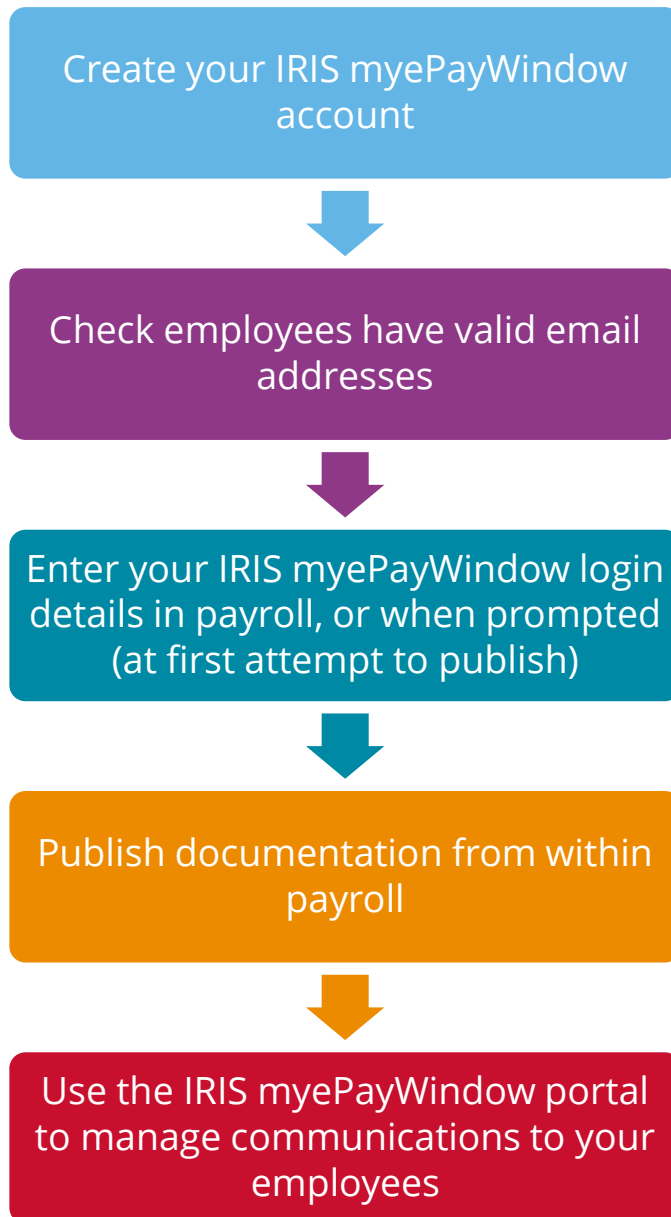 Create your IRIS myePayWindow
account
Check employees have valid email
addresses
Enter your IRIS myePayWindow login
details in payroll, or when prompted
(at first attempt to publish)
Publish documentation from within
payroll
Use the IRIS myePayWindow portal
to manage communications to your
employees